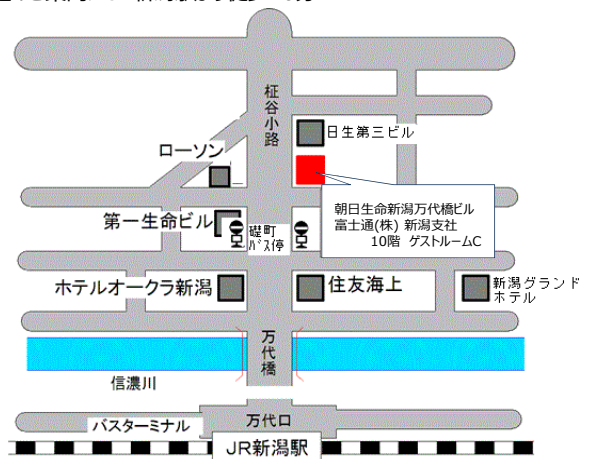 柾谷小路
日生第三ビル
ローソン
朝日生命新潟万代橋ビル
富士通(株) 新潟支社
10階 ゲストルームC
第一生命ビル
礎町
バス停
ホテルオークラ新潟
住友海上
新潟グランド
ホテル
万代橋
信濃川
バスターミナル
万代口
JR新潟駅